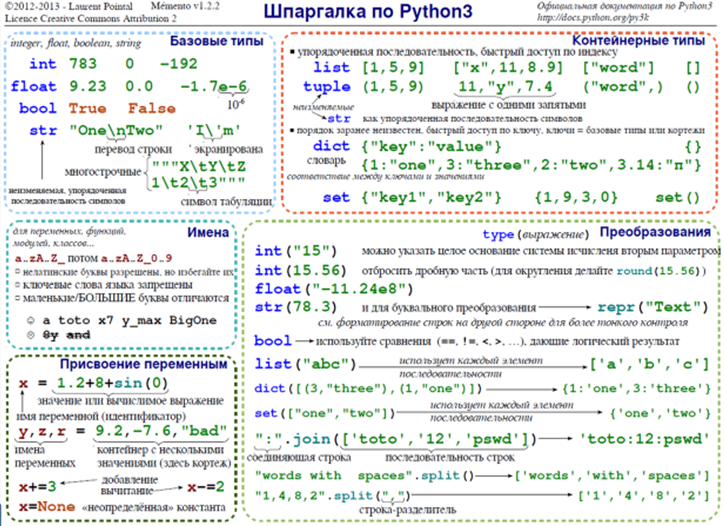 ©2012-2013 - Laurent Pointal Mémento v1.2.2
Licence Creative Commons Attribution 2
Шпаргалка по Python3
Официальная документация по Python3
http://docs.python.org/py3k
integer, float, boolean, string
Базовые типы
int 783 0 -192
float 9.23 0.0 -1.7e-6
10⁻⁶
bool True False
str "One\nTwo" 'I\'m'
перевод строки ' экранирована
многострочные """X\tY\tZ
1\t2\t3"""
неизменяемая, упорядоченная
последовательность символов
символ табуляции
Контейнерные типы
▪ упорядоченная последовательность, быстрый доступ по индексу
list [1,5,9] ["x",11,8.9] ["word"] []
tuple (1,5,9) 11,"y",7.4 ("word",) ()
неизменяемые
выражение с одними запятыми
str как упорядоченная последовательность символов
▪ порядок заранее неизвестен, быстрый доступ по ключу, ключи = базовые типы или кортежи
dict {"key":"value"} {}
словарь {1:"one",3:"three",2:"two",3.14:"π"}
соответствие между ключами и значениями
set {"key1","key2"} {1,9,3,0} set()
для переменных, функций,
модулей, классов...
Имена
a..zA..Z_ потом a..zA..Z_0..9
▫ нелатинские буквы разрешены, но избегайте их
▫ ключевые слова языка запрещены
▫ маленькие/БОЛЬШИЕ буквы отличаются
☺ a toto x7 y_max BigOne
☹ 8y and
Присвоение переменным
x = 1.2+8+sin(0)
значение или вычислимое выражение
имя переменной (идентификатор)
y,z,r = 9.2,-7.6,"bad"
имена
переменных
контейнер с несколькими
значениями (здесь кортеж)
x+=3 добавление
вычитание x-=2
x=None «неопределённая» константа
type(выражение) Преобразования
int("15") можно указать целое основание системы исчисления вторым параметром
int(15.56) отбросить дробную часть (для округления делайте round(15.56))
float("-11.24e8")
str(78.3) и для буквального преобразования → repr("Text")
см. форматирование строк на другой стороне для более тонкого контроля
bool → используйте сравнения (==, !=, <, >, ...), дающие логический результат
list("abc") использует каждый элемент
последовательности → ['a','b','c']
dict([(3,"three"),(1,"one")]) → {1:'one',3:'three'}
set(["one","two"]) использует каждый элемент
последовательности → {'one','two'}
":".join(['toto','12','pswd']) → 'toto:12:pswd'
соединяющая строка последовательность строк
"words with spaces".split() → ['words','with','spaces']
"1,4,8,2".split(",") → ['1','4','8','2']
строка-разделитель